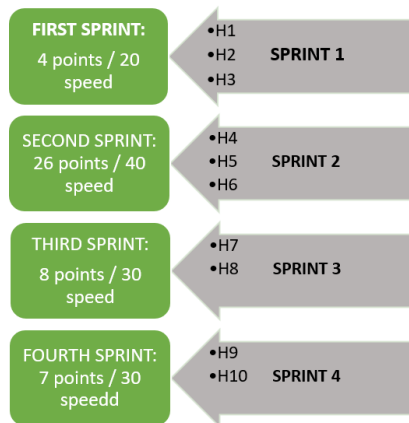 FIRST SPRINT:
4 points / 20
speed
•H1
•H2
•H3
SPRINT 1
SECOND SPRINT:
26 points / 40
speed
•H4
•H5
•H6
SPRINT 2
THIRD SPRINT:
8 points / 30
speed
•H7
•H8
SPRINT 3
FOURTH SPRINT:
7 points / 30
speedd
•H9
•H10
SPRINT 4